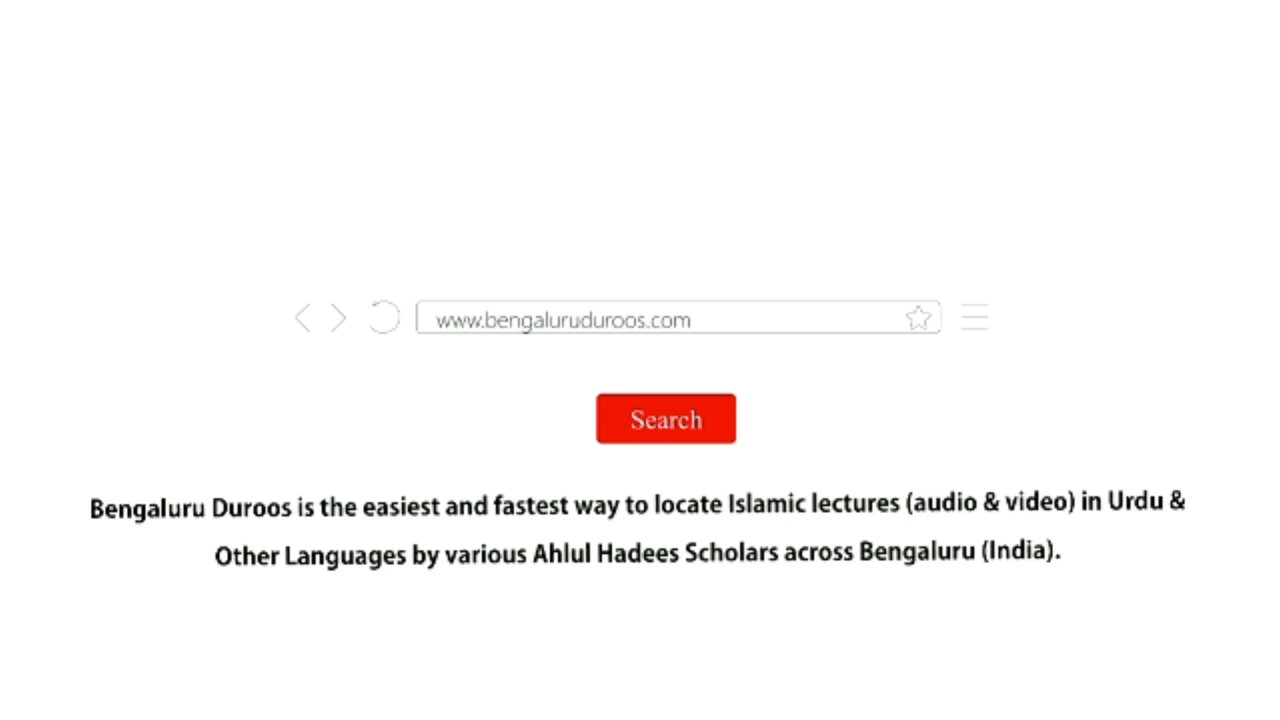 www.bengaluruduroos.com
Search
Bengaluru Duroos is the easiest and fastest way to locate Islamic lectures (audio & video) in Urdu &
Other Languages by various Ahlul Hadees Scholars across Bengaluru (India).